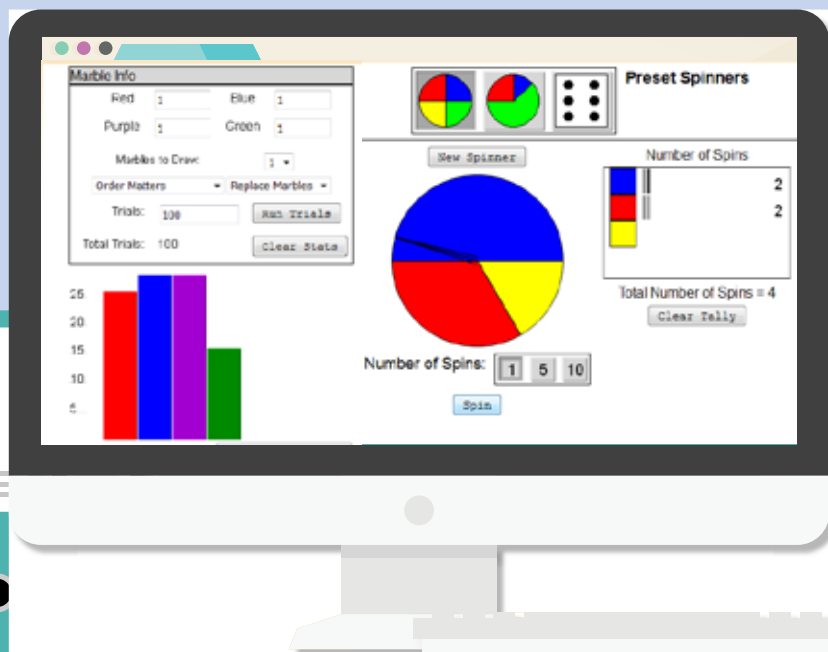 Marble Info
Red 1 Blue 1
Purple 1 Green 1
Marbles to Draw: 1
Order Matters Replace Marbles
Trials: 100 Run Trials
Total Trials: 100 Clear Stats
25
20
15
10
Preset Spinners
New Spinner
Number of Spins
2
2
Total Number of Spins = 4
Clear Tally
Number of Spins: 1 5 10
Spin